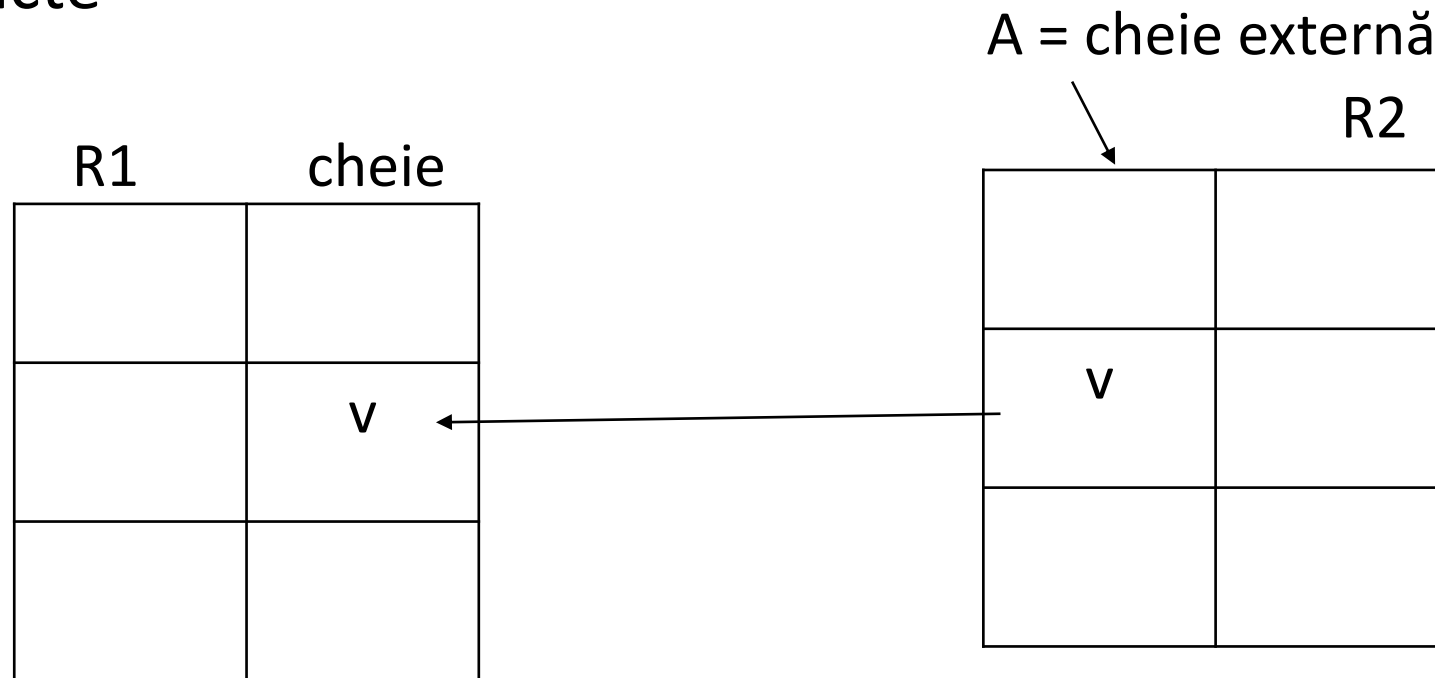 A = cheie externă
R2
R1 cheie
v
v